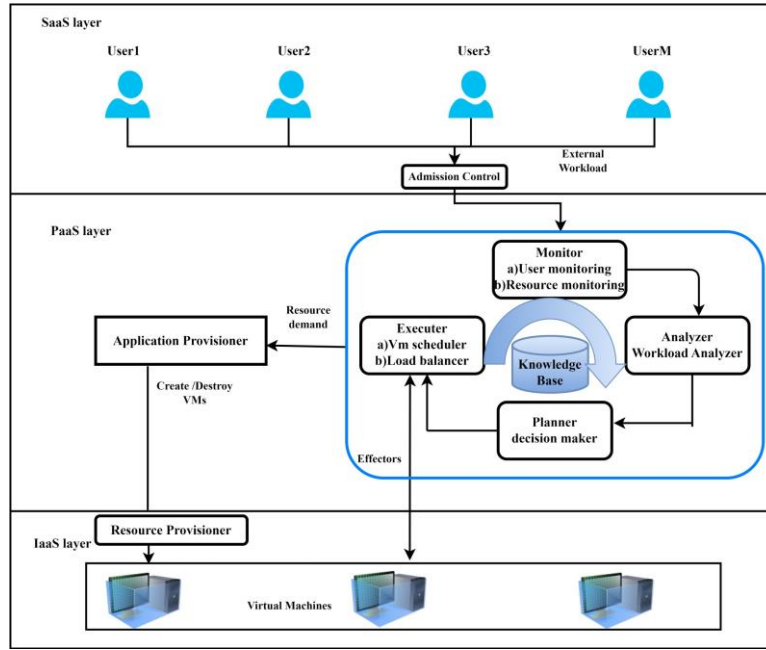 SaaS layer
User1
User2
User3
UserM
External
Workload
Admission Control
PaaS layer
Monitor
a)User monitoring
b)Resource monitoring
Resource
demand
Application Provisioner
Executer
a)Vm scheduler
b)Load balancer
Analyzer
Workload Analyzer
Knowledge
Base
Create /Destroy
VMs
Planner
decision maker
Effectors
Resource Provisioner
IaaS layer
Virtual Machines